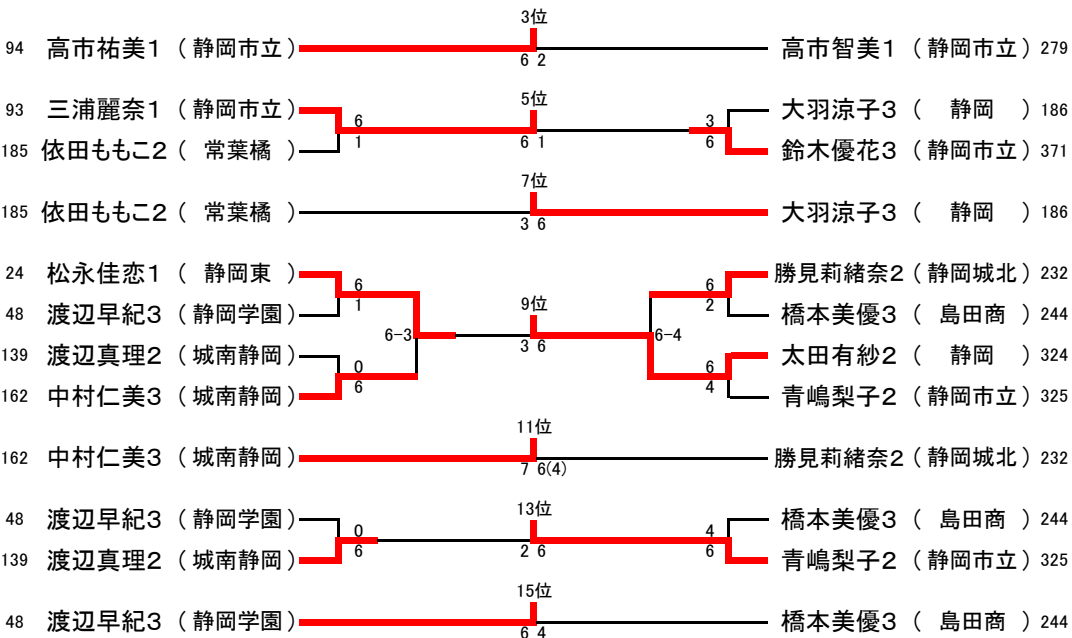 3位
94 高市祐美1 (静岡市立) 高市智美1 (静岡市立) 279
6 2
5位
93 三浦麗奈1 (静岡市立) 大羽涼子3 ( 静岡 ) 186
6 3
1 6 1 6
185 依田ももこ2 ( 常葉橘 ) 鈴木優花3 (静岡市立) 371
7位
185 依田ももこ2 ( 常葉橘 ) 大羽涼子3 ( 静岡 ) 186
3 6
24 松永佳恋1 ( 静岡東 ) 勝見莉緒奈2 (静岡城北) 232
6 6
1 2
48 渡辺早紀3 (静岡学園) 9位 橋本美優3 ( 島田商 ) 244
6-3 3 6 6-4
139 渡辺真理2 (城南静岡) 太田有紗2 ( 静岡 ) 324
0 6
6 4
162 中村仁美3 (城南静岡) 青嶋梨子2 (静岡市立) 325
11位
162 中村仁美3 (城南静岡) 勝見莉緒奈2 (静岡城北) 232
7 6(4)
13位
48 渡辺早紀3 (静岡学園) 橋本美優3 ( 島田商 ) 244
0 4
6 2 6 6
139 渡辺真理2 (城南静岡) 青嶋梨子2 (静岡市立) 325
15位
48 渡辺早紀3 (静岡学園) 橋本美優3 ( 島田商 ) 244
6 4